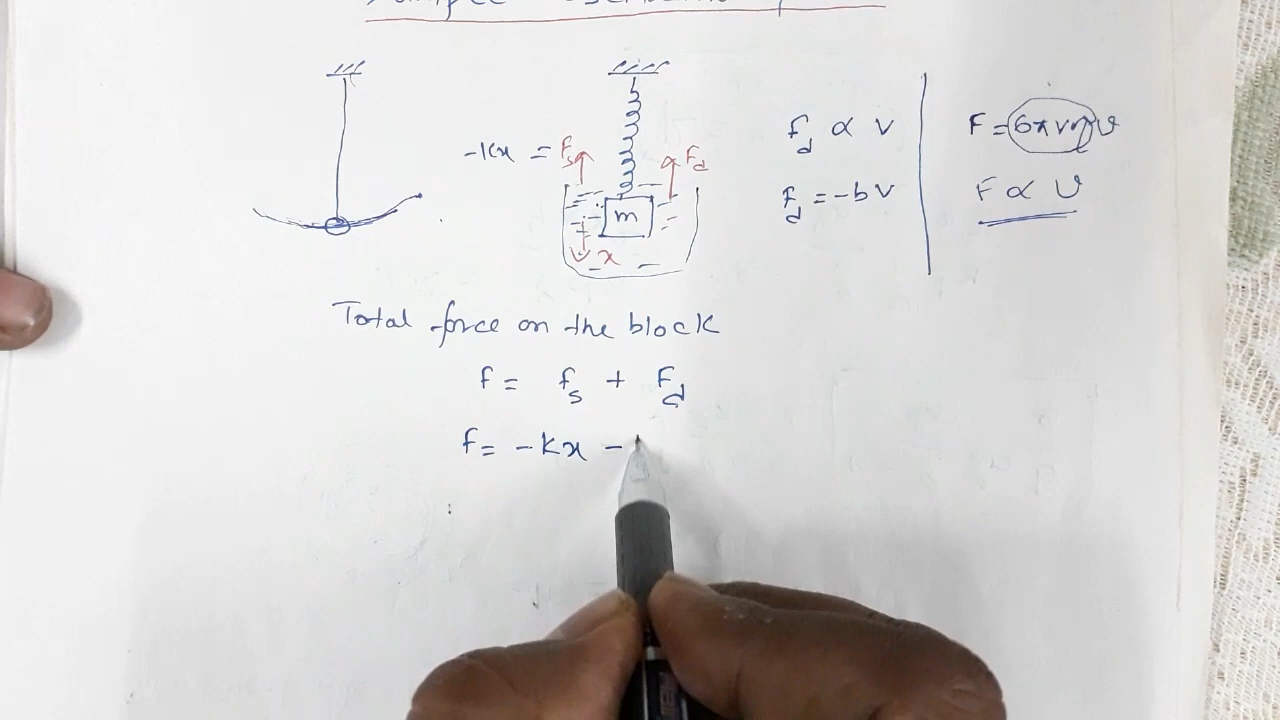 -kx = Fs
Fd
m
x
Fd ∝ v
Fd = -bv
F = 6πrηv
F ∝ v
Total force on the block
F = Fs + Fd
F = -kx -